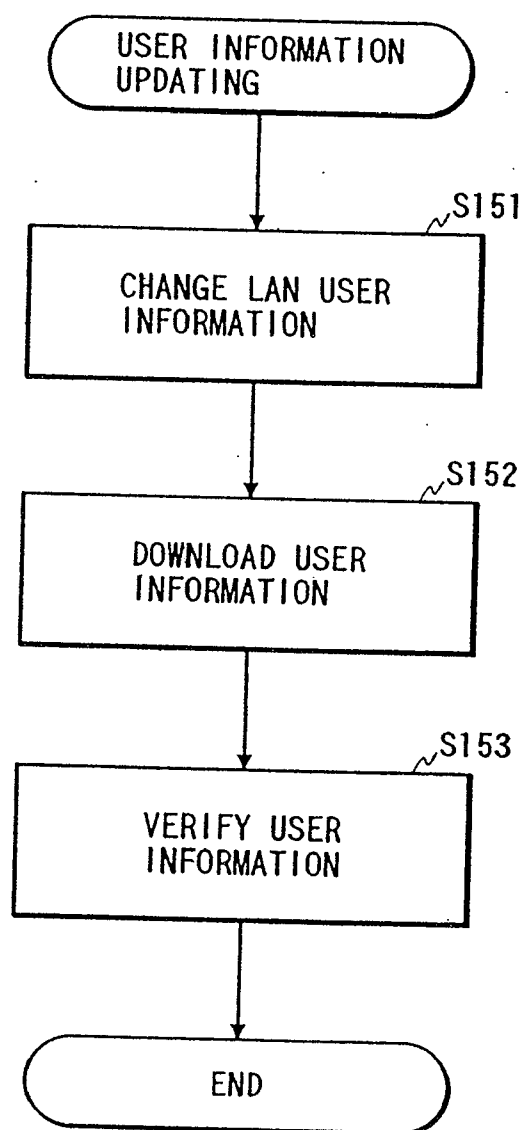 USER INFORMATION
UPDATING
S151
CHANGE LAN USER
INFORMATION
S152
DOWNLOAD USER
INFORMATION
S153
VERIFY USER
INFORMATION
END